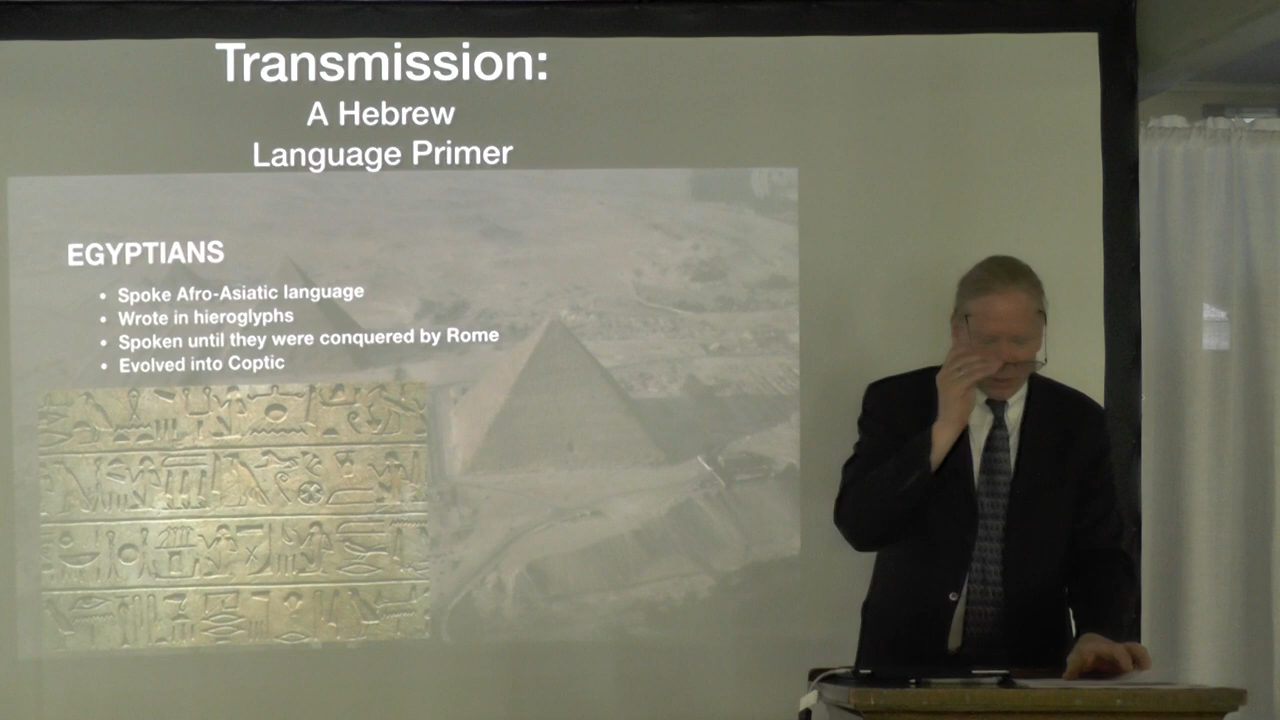 Transmission:
A Hebrew
Language Primer
EGYPTIANS
• Spoke Afro-Asiatic language
• Wrote in hieroglyphs
• Spoken until they were conquered by Rome
• Evolved into Coptic